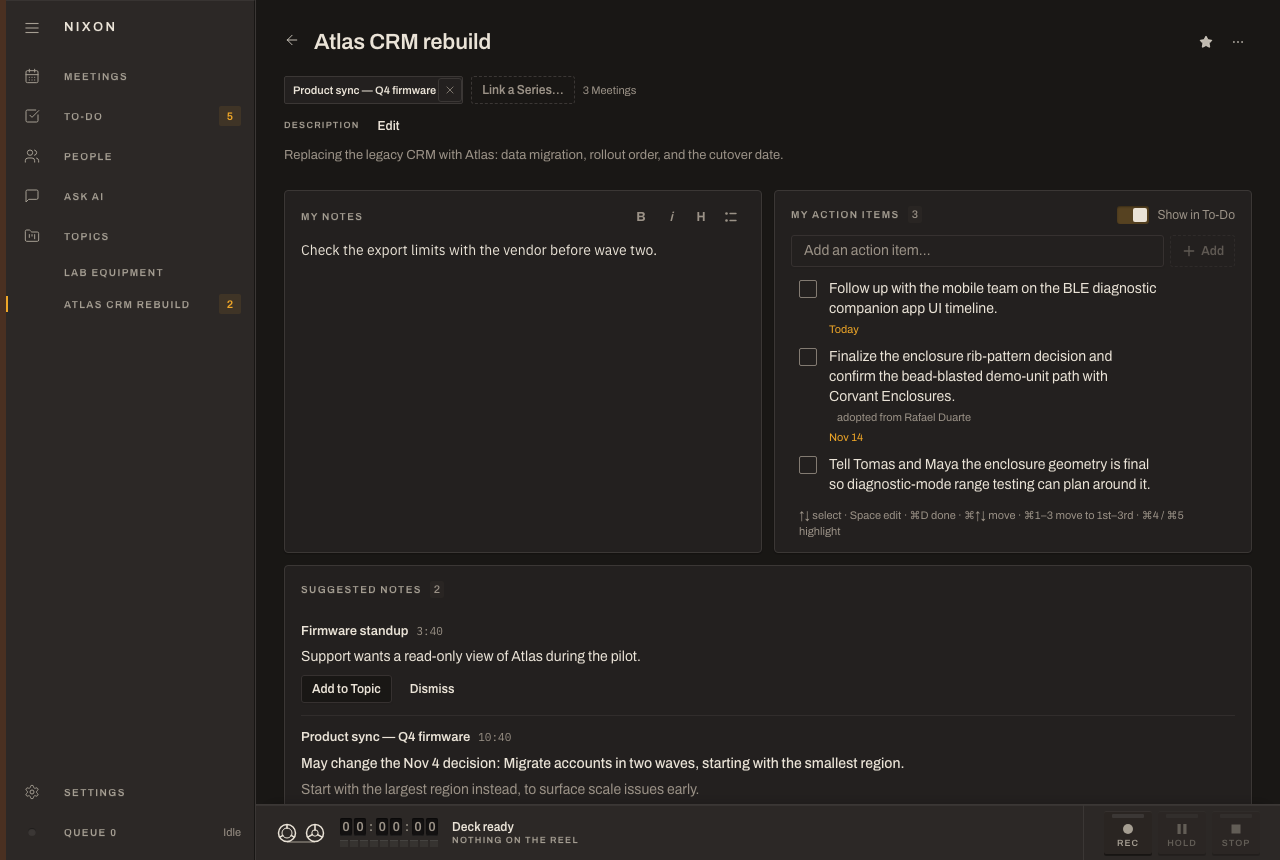 NIXON
MEETINGS
TO-DO
5
PEOPLE
ASK AI
TOPICS
LAB EQUIPMENT
ATLAS CRM REBUILD
2
SETTINGS
QUEUE 0
Idle
Atlas CRM rebuild
Product sync — Q4 firmware
Link a Series...
3 Meetings
DESCRIPTION
Edit
Replacing the legacy CRM with Atlas: data migration, rollout order, and the cutover date.
MY NOTES
B i H
Check the export limits with the vendor before wave two.
MY ACTION ITEMS 3
Show in To-Do
Add an action item...
+ Add
Follow up with the mobile team on the BLE diagnostic
companion app UI timeline.
Today
Finalize the enclosure rib-pattern decision and
confirm the bead-blasted demo-unit path with
Corvant Enclosures.
adopted from Rafael Duarte
Nov 14
Tell Tomas and Maya the enclosure geometry is final
so diagnostic-mode range testing can plan around it.
↑↓ select · Space edit · ⌘D done · ⌘↑↓ move · ⌘1–3 move to 1st–3rd · ⌘4 / ⌘5
highlight
SUGGESTED NOTES 2
Firmware standup 3:40
Support wants a read-only view of Atlas during the pilot.
Add to Topic
Dismiss
Product sync — Q4 firmware 10:40
May change the Nov 4 decision: Migrate accounts in two waves, starting with the smallest region.
Start with the largest region instead, to surface scale issues early.
00:00:00
Deck ready
NOTHING ON THE REEL
REC
HOLD
STOP